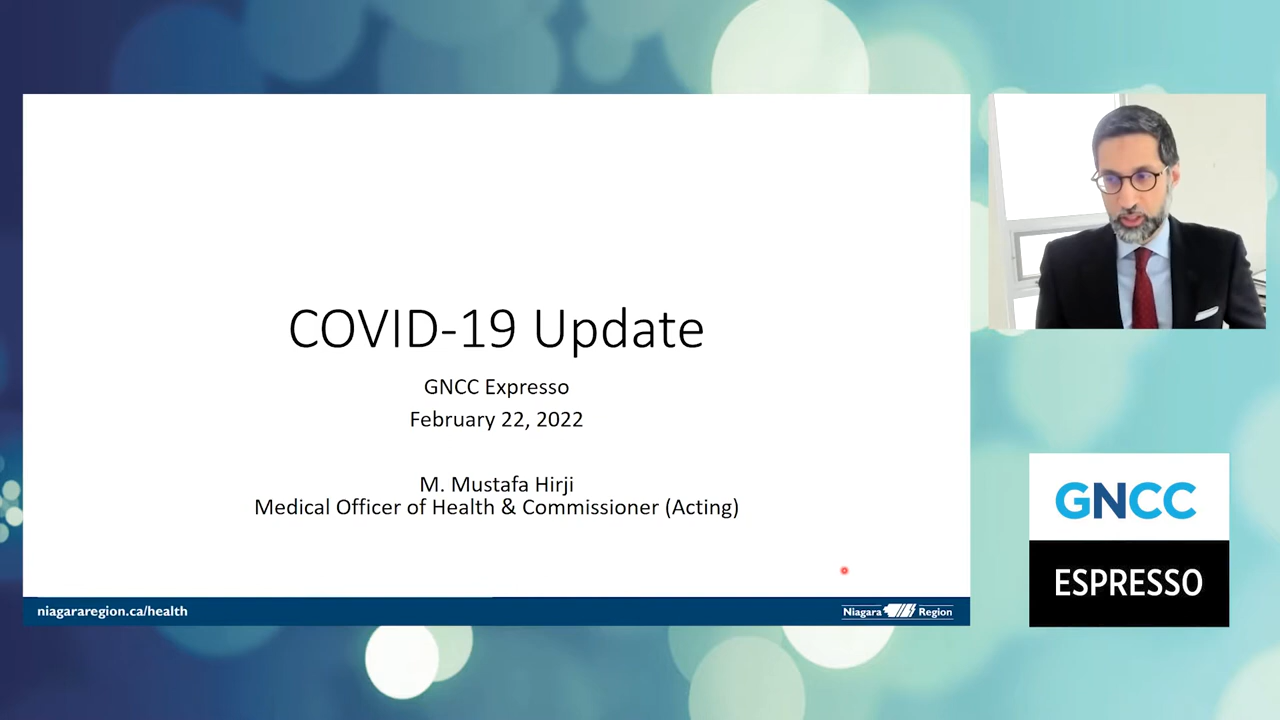 COVID-19 Update
GNCC Expresso
February 22, 2022
M. Mustafa Hirji
Medical Officer of Health & Commissioner (Acting)
niagararegion.ca/health
Niagara Region
GNCC
ESPRESSO